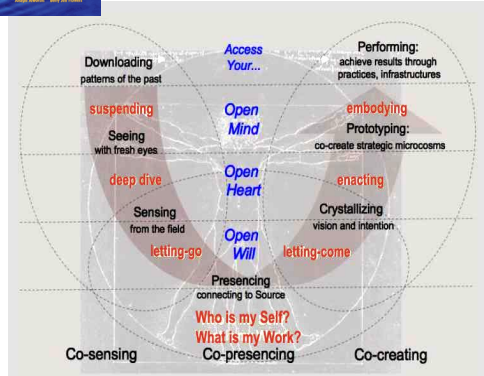 Downloading
patterns of the past
suspending
Seeing
with fresh eyes
deep dive
Sensing
from the field
letting-go
Access
Your...
Open
Mind
Open
Heart
Open
Will
Presencing
connecting to Source
Who is my Self?
What is my Work?
Performing:
achieve results through
practices, infrastructures
embodying
Prototyping:
co-create strategic microcosms
enacting
Crystallizing
vision and intention
letting-come
Co-sensing
Co-presencing
Co-creating